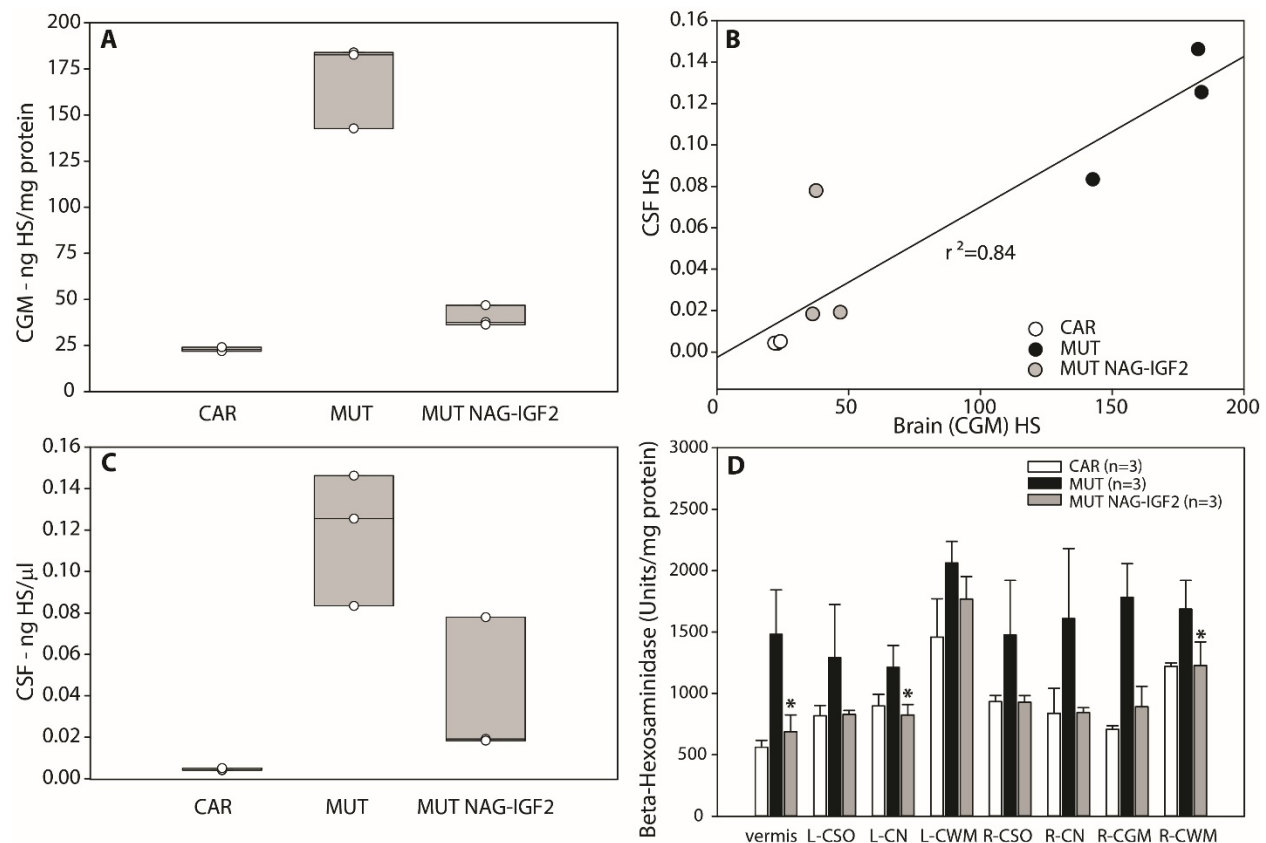 A
CGM - ng HS/mg protein
200
175
150
125
100
75
50
25
0
CAR MUT MUT NAG-IGF2
B
CSF HS
0.16
0.14
0.12
0.10
0.08
0.06
0.04
0.02
0.00
r²=0.84
CAR
MUT
MUT NAG-IGF2
0 50 100 150 200
Brain (CGM) HS
C
CSF - ng HS/µl
0.16
0.14
0.12
0.10
0.08
0.06
0.04
0.02
0.00
CAR MUT MUT NAG-IGF2
D
Beta-Hexosaminidase (Units/mg protein)
3000
2500
2000
1500
1000
500
0
CAR (n=3)
MUT (n=3)
MUT NAG-IGF2 (n=3)
* * *
vermis L-CSO L-CN L-CWM R-CSO R-CN R-CGM R-CWM